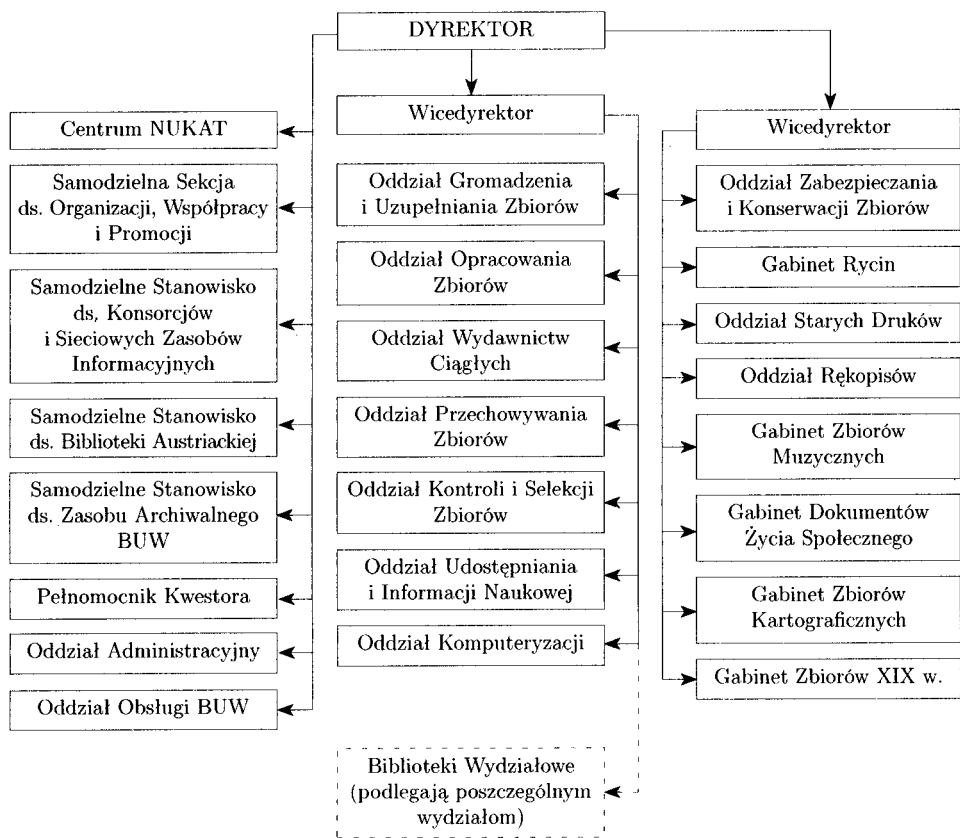 DYREKTOR
Centrum NUKAT
Samodzielna Sekcja
ds. Organizacji, Współpracy
i Promocji
Samodzielne Stanowisko
ds, Konsorcjów
i Sieciowych Zasobów
Informacyjnych
Samodzielne Stanowisko
ds. Biblioteki Austriackiej
Samodzielne Stanowisko
ds. Zasobu Archiwalnego
BUW
Pełnomocnik Kwestora
Oddział Administracyjny
Oddział Obsługi BUW
Wicedyrektor
Oddział Gromadzenia
i Uzupełniania Zbiorów
Oddział Opracowania
Zbiorów
Oddział Wydawnictw
Ciągłych
Oddział Przechowywania
Zbiorów
Oddział Kontroli i Selekcji
Zbiorów
Oddział Udostępniania
i Informacji Naukowej
Oddział Komputeryzacji
Biblioteki Wydziałowe
(podlegają poszczególnym
wydziałom)
Wicedyrektor
Oddział Zabezpieczania
i Konserwacji Zbiorów
Gabinet Rycin
Oddział Starych Druków
Oddział Rękopisów
Gabinet Zbiorów
Muzycznych
Gabinet Dokumentów
Życia Społecznego
Gabinet Zbiorów
Kartograficznych
Gabinet Zbiorów XIX w.